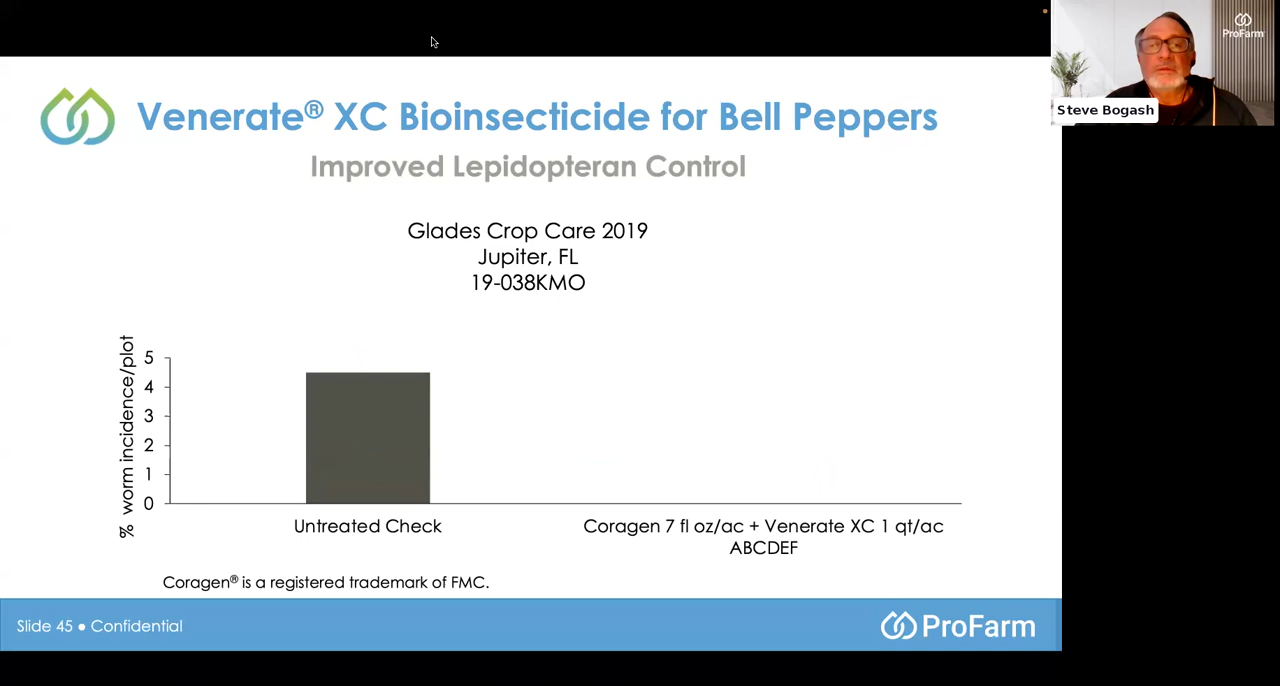 Venerate® XC Bioinsecticide for Bell Peppers
Improved Lepidopteran Control
Glades Crop Care 2019
Jupiter, FL
19-038KMO
% worm incidence/plot
5
4
3
2
1
0
Untreated Check
Coragen 7 fl oz/ac + Venerate XC 1 qt/ac
ABCDEF
Coragen® is a registered trademark of FMC.
Slide 45 ● Confidential
ProFarm
ProFarm
Steve Bogash